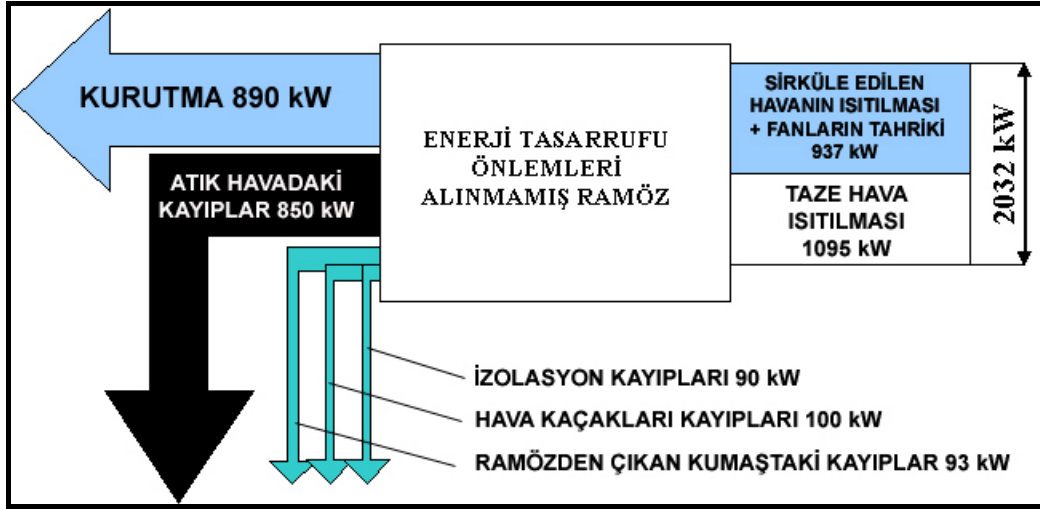 KURUTMA 890 kW
ATIK HAVADAKİ
KAYIPLAR 850 kW
ENERJİ TASARRUFU
ÖNLEMLERİ
ALINMAMIŞ RAMÖZ
SİRKÜLE EDİLEN
HAVANIN ISITILMASI
+ FANLARIN TAHRİKİ
937 kW
TAZE HAVA
ISITILMASI
1095 kW
2032 kW
İZOLASYON KAYIPLARI 90 kW
HAVA KAÇAKLARI KAYIPLARI 100 kW
RAMÖZDEN ÇIKAN KUMAŞTAKİ KAYIPLAR 93 kW